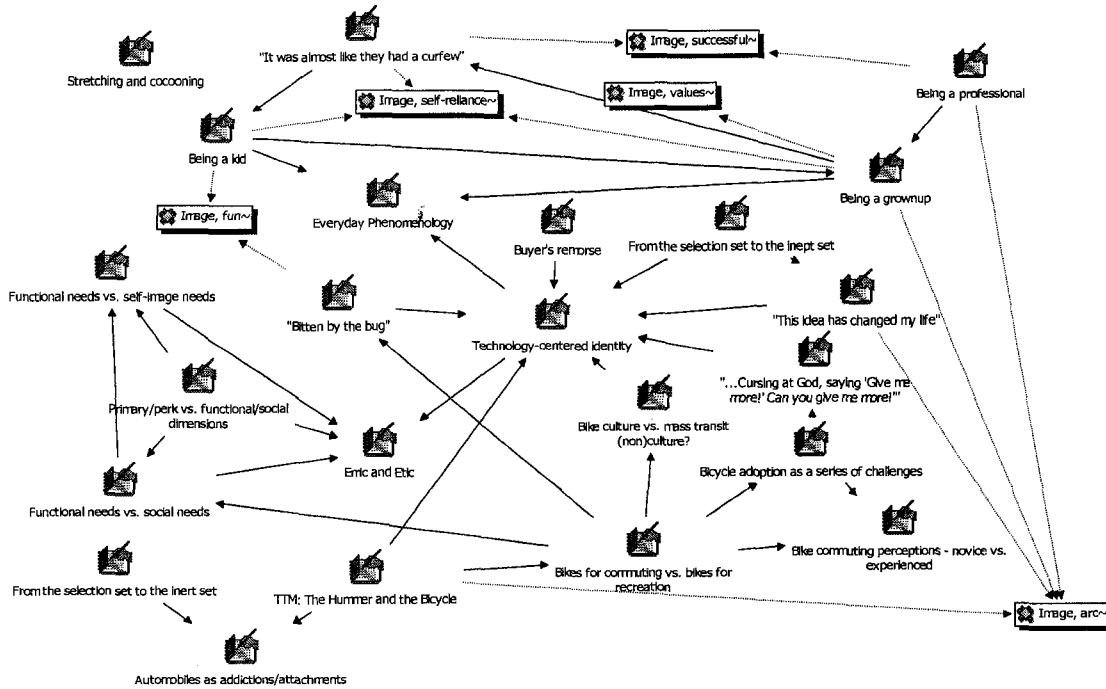 Image, successful~
"It was almost like they had a curfew"
Stretching and cocooning
Being a professional
Image, self-reliance~
Image, values~
Being a kid
Being a grownup
Image, fun~
Everyday Phenomenology
Buyer's remorse
From the selection set to the inept set
Functional needs vs. self-image needs
"Bitten by the bug"
Technology-centered identity
"This idea has changed my life"
"...Cursing at God, saying 'Give me
more!' Can you give me more!'"
Primary/perk vs. functional/social
dimensions
Bike culture vs. mass transit
(non)culture?
Emic and Etic
Bicycle adoption as a series of challenges
Functional needs vs. social needs
Bike commuting perceptions - novice vs.
experienced
Bikes for commuting vs. bikes for
recreation
From the selection set to the inert set
TTM: The Hummer and the Bicycle
Image, arc~
Automobiles as addictions/attachments